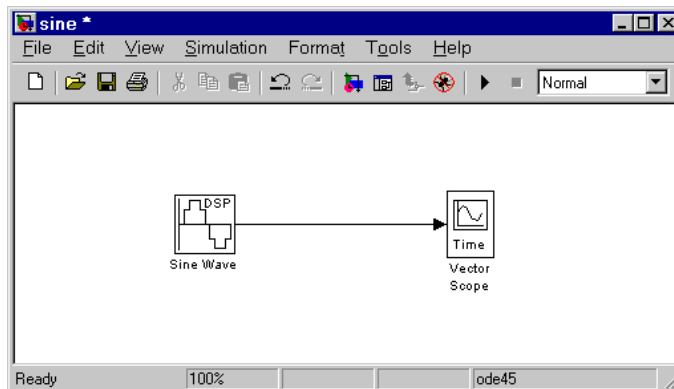 sine *
File Edit View Simulation Format Tools Help
Normal
DSP
Sine Wave
Time
Vector
Scope
Ready 100% ode45